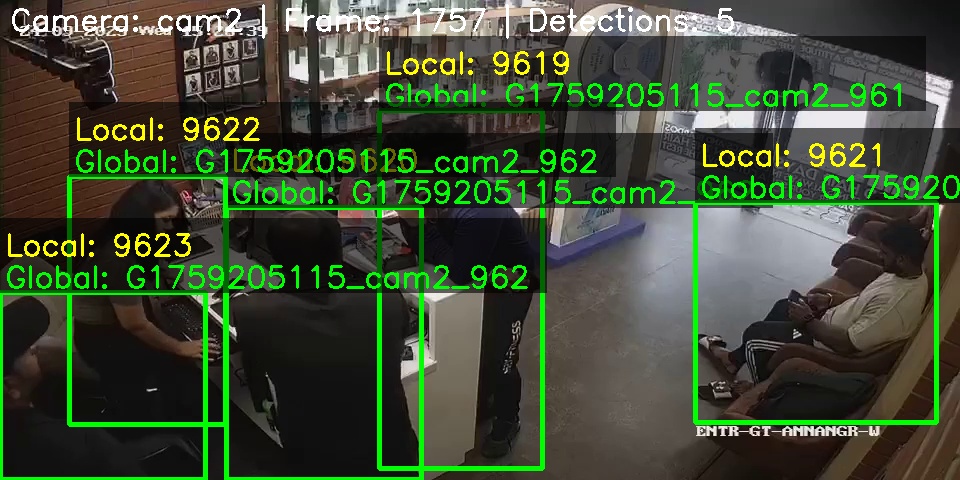 Camera: cam2 | Frame: 1757 | Detections: 5
Local: 9619
Global: G1759205115_cam2_961
Local: 9622
Global: G1759205115_cam2_962
Global: G1759205115_cam2_
Local: 9621
Global: G175920
Local: 9623
Global: G1759205115_cam2_962
ENTR-GT-ANNANGR-W